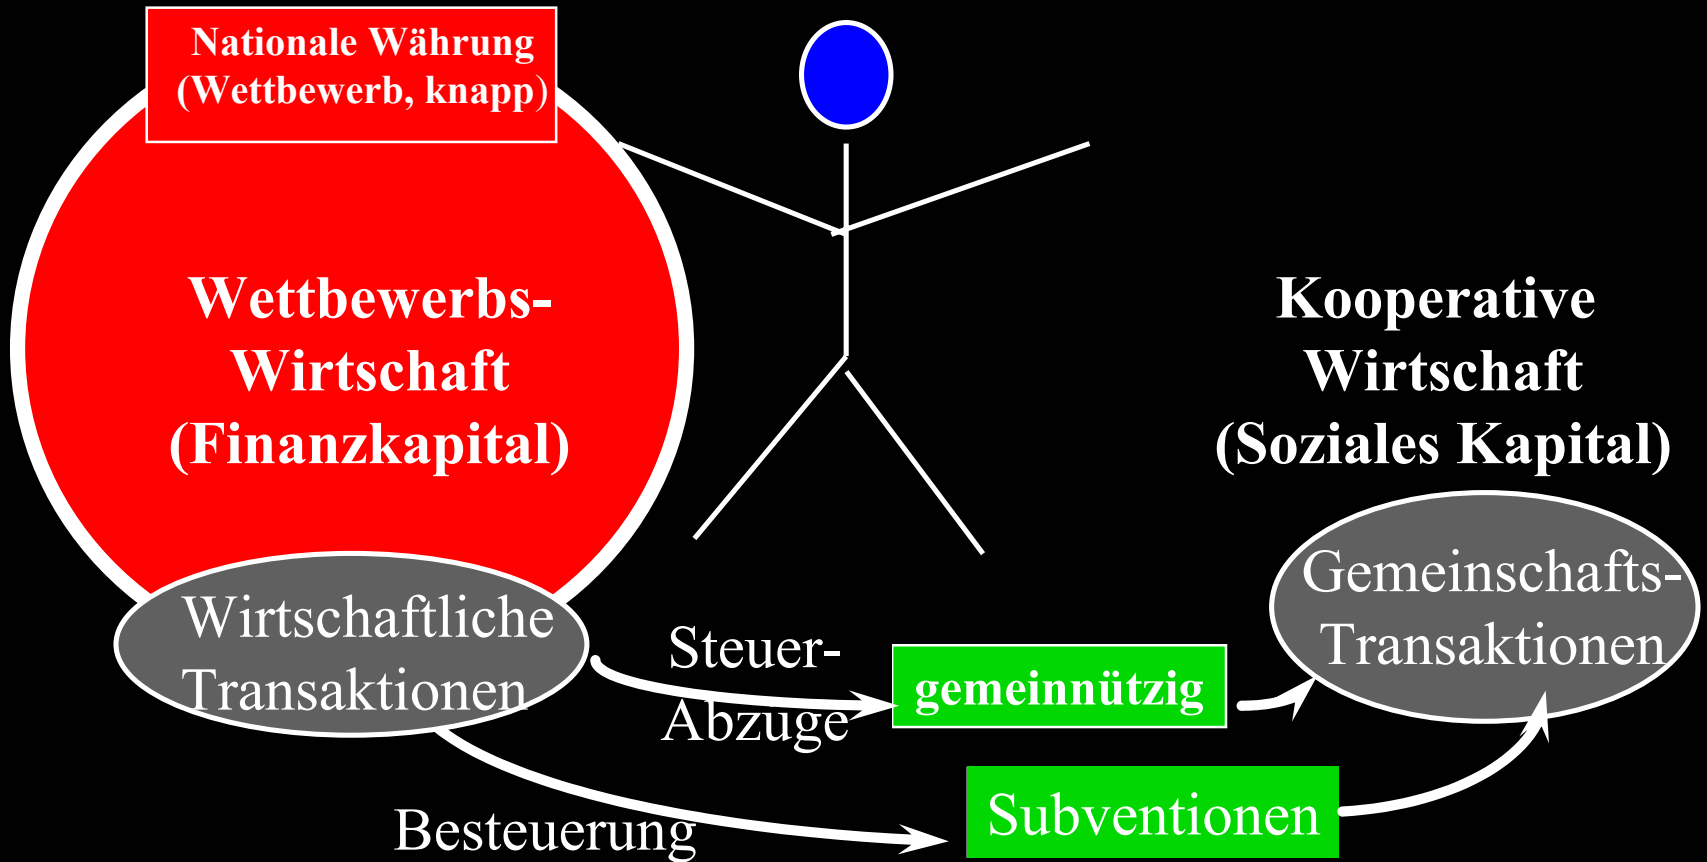 Nationale Währung
(Wettbewerb, knapp)
Wettbewerbs-
Wirtschaft
(Finanzkapital)
Kooperative
Wirtschaft
(Soziales Kapital)
Wirtschaftliche
Transaktionen
Gemeinschafts-
Transaktionen
Steuer-
Abzüge
gemeinnützig
Besteuerung
Subventionen